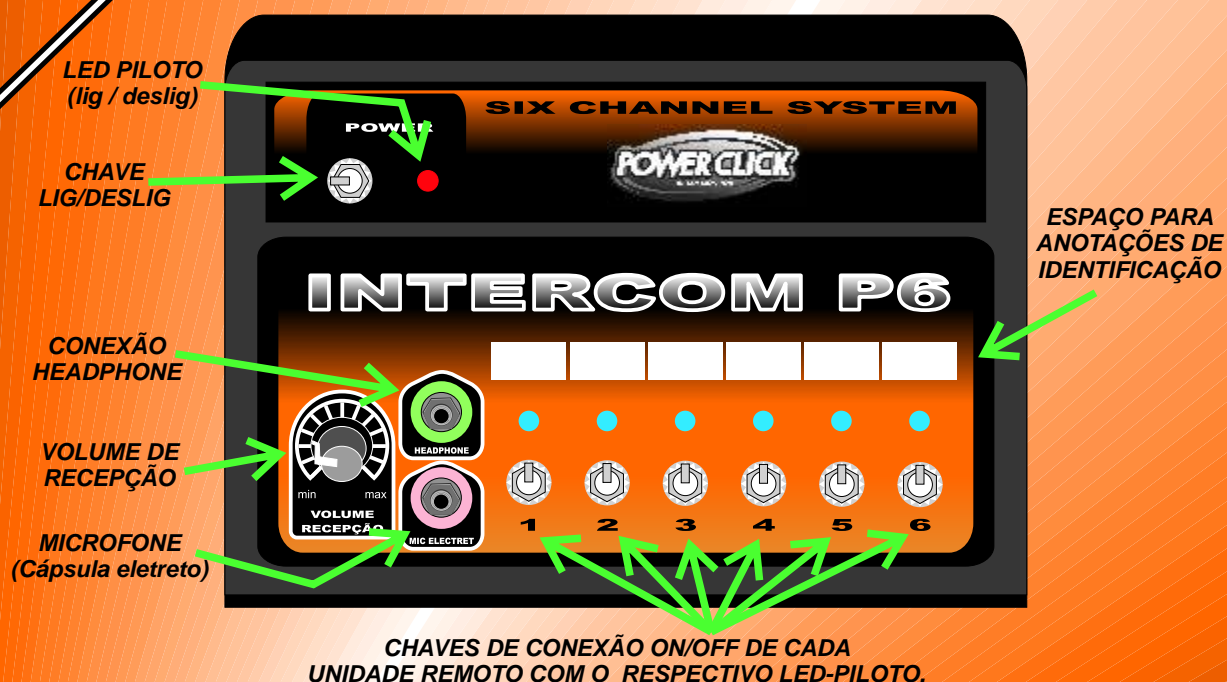 LED PILOTO
(lig / deslig)
SIX CHANNEL SYSTEM
POWER
POWER CLICK
CHAVE
LIG/DESLIG
ESPAÇO PARA
ANOTAÇÕES DE
IDENTIFICAÇÃO
INTERCOM P6
CONEXÃO
HEADPHONE
HEADPHONE
VOLUME DE
RECEPÇÃO
min
max
VOLUME
RECEPÇÃO
MIC ELECTRET
1 2 3 4 5 6
MICROFONE
(Cápsula eletreto)
CHAVES DE CONEXÃO ON/OFF DE CADA
UNIDADE REMOTO COM O RESPECTIVO LED-PILOTO.